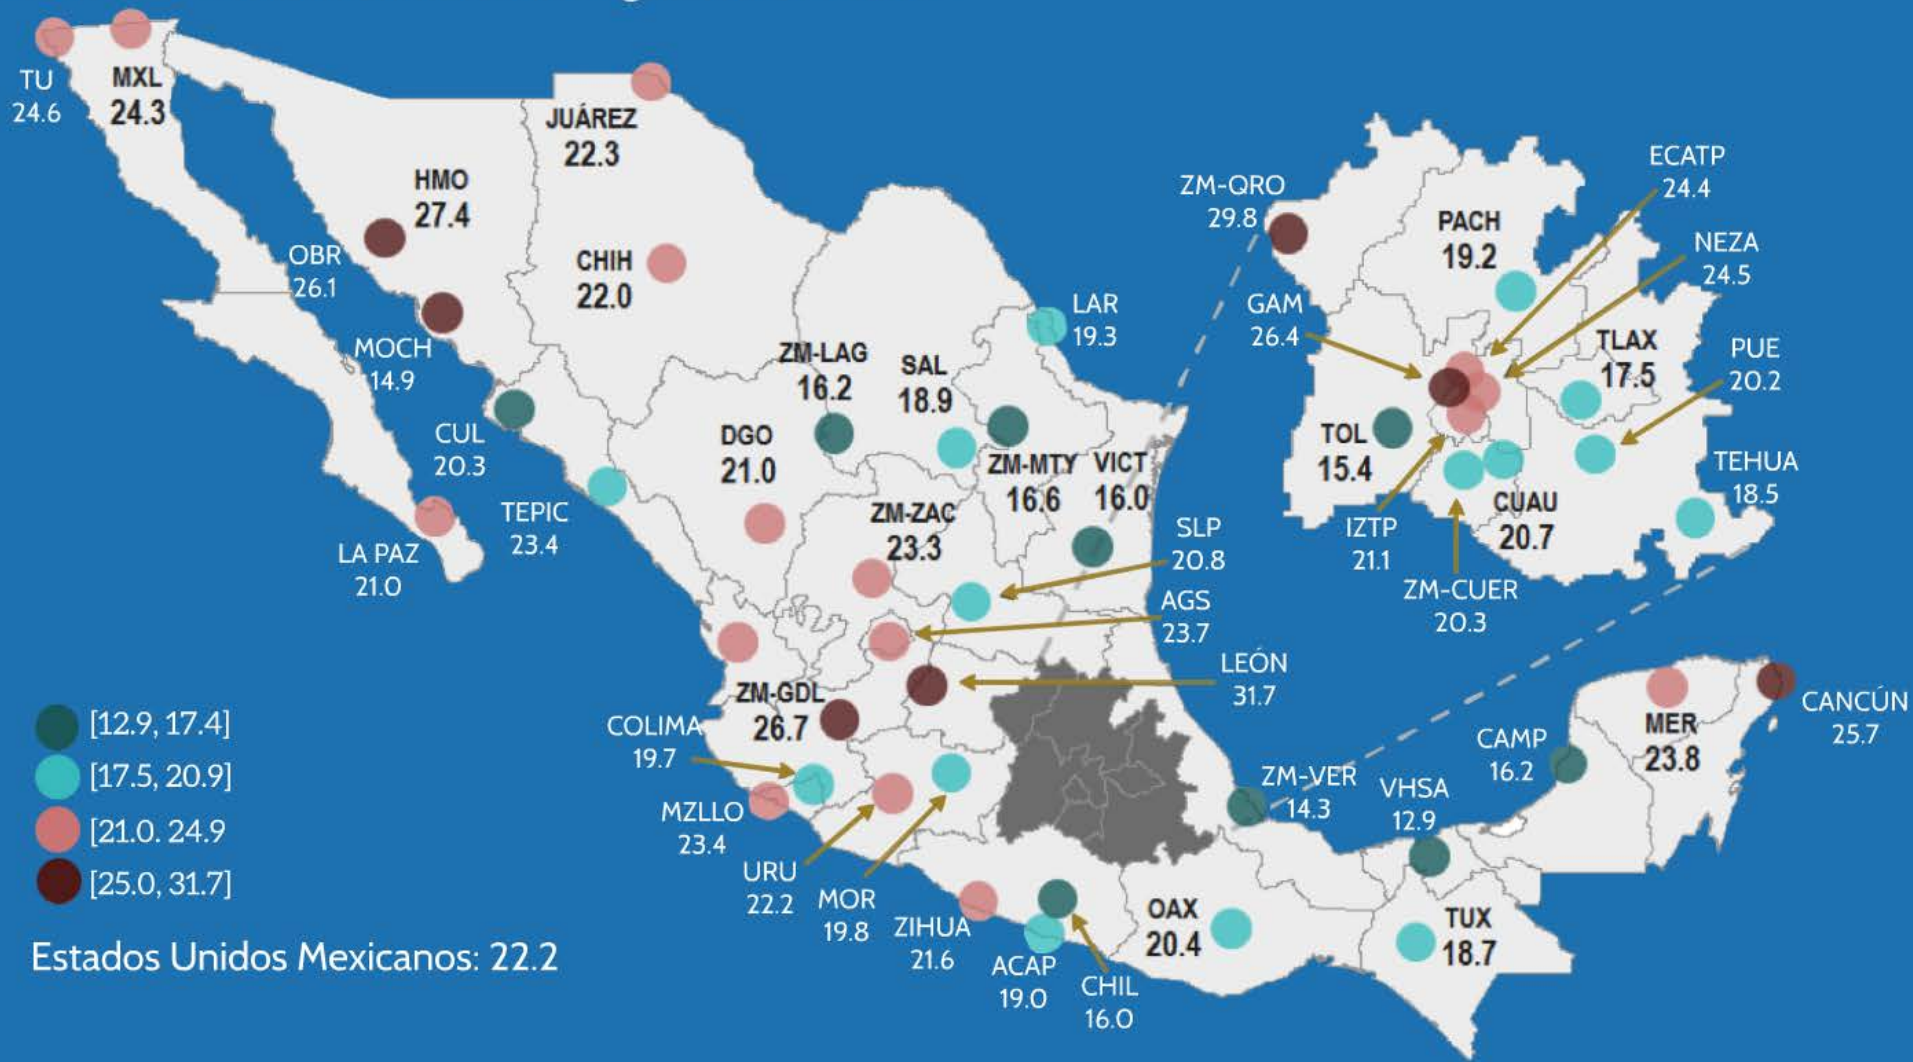 TU
24.6
MXL
24.3
JUÁREZ
22.3
HMO
27.4
OBR
26.1
CHIH
22.0
MOCH
14.9
CUL
20.3
TEPIC
23.4
LA PAZ
21.0
DGO
21.0
ZM-LAG
16.2
SAL
18.9
LAR
19.3
ZM-MTY
16.6
VICT
16.0
ZM-ZAC
23.3
SLP
20.8
AGS
23.7
LEÓN
31.7
ZM-GDL
26.7
COLIMA
19.7
MZLLO
23.4
URU
22.2
MOR
19.8
ZIHUA
21.6
ACAP
19.0
CHIL
16.0
OAX
20.4
TUX
18.7
ZM-VER
14.3
VHSA
12.9
CAMP
16.2
MER
23.8
CANCÚN
25.7
ZM-QRO
29.8
PACH
19.2
ECATP
24.4
NEZA
24.5
GAM
26.4
TLAX
17.5
PUE
20.2
TOL
15.4
TEHUA
18.5
IZTP
21.1
CUAU
20.7
ZM-CUER
20.3
[12.9, 17.4]
[17.5, 20.9]
[21.0. 24.9
[25.0, 31.7]
Estados Unidos Mexicanos: 22.2